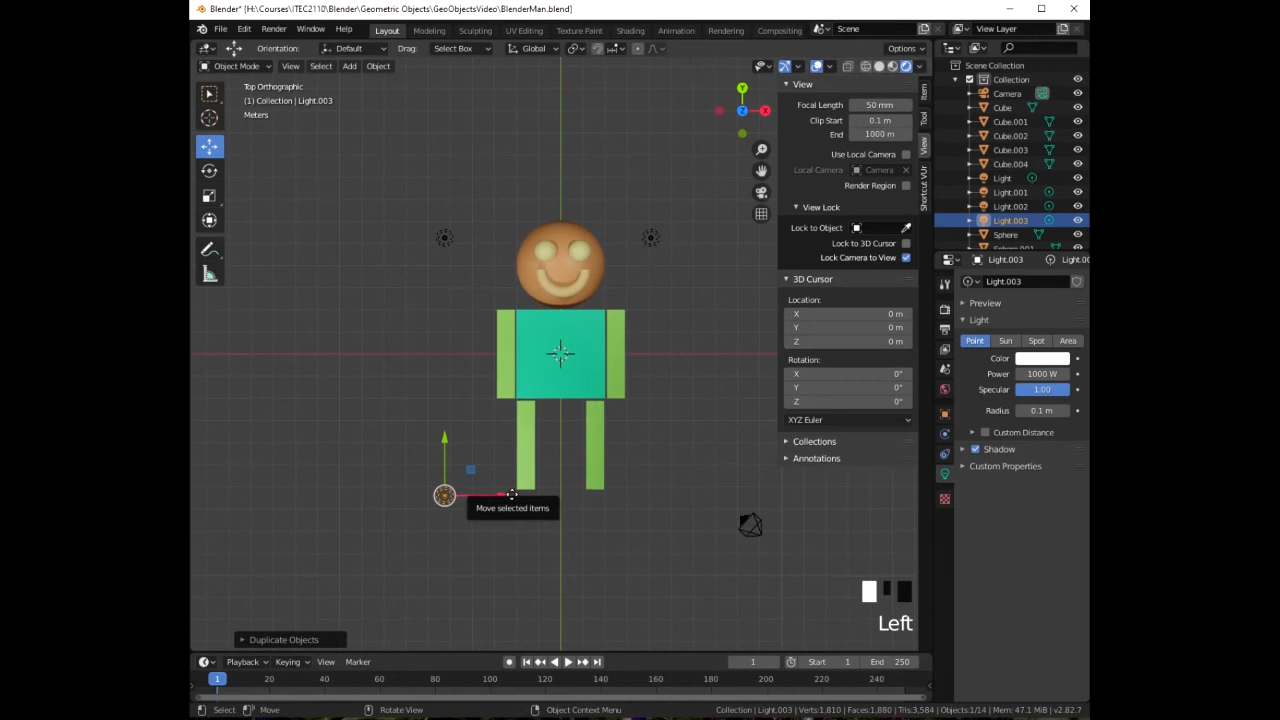 Blender* [H:\Courses\ITEC2110\Blender\Geometric Objects\GeoObjectsVideo\BlenderMan.blend]
File Edit Render Window Help Layout Modeling Sculpting UV Editing Texture Paint Shading Animation Rendering Compositing Scene View Layer
Orientation: Default Drag: Select Box Global Options
Object Mode View Select Add Object
Top Orthographic
(1) Collection | Light.003
Meters
Y
Z X
View
Focal Length 50 mm
Clip Start 0.1 m
End 1000 m
Use Local Camera
Local Camera Camera
Render Region
View Lock
Lock to Object
Lock to 3D Cursor
Lock Camera to View
3D Cursor
Location:
X 0 m
Y 0 m
Z 0 m
Rotation:
X 0°
Y 0°
Z 0°
XYZ Euler
Collections
Annotations
Item
Tool
View
Shortcut VUr
Scene Collection
Collection
Camera
Cube
Cube.001
Cube.002
Cube.003
Cube.004
Light
Light.001
Light.002
Light.003
Sphere
Light.003 Light.00
Light.003
Preview
Light
Point Sun Spot Area
Color
Power 1000 W
Specular 1.00
Radius 0.1 m
Custom Distance
Shadow
Custom Properties
Move selected items
Left
Duplicate Objects
Playback Keying View Marker 1 Start 1 End 250
1 20 40 60 80 100 120 140 160 180 200 220 240
Select Move Rotate View Object Context Menu Collection | Light.003 | Verts:1,810 | Faces:1,880 | Tris:3,584 | Objects:1/14 | Mem: 47.1 MiB | v2.82.7